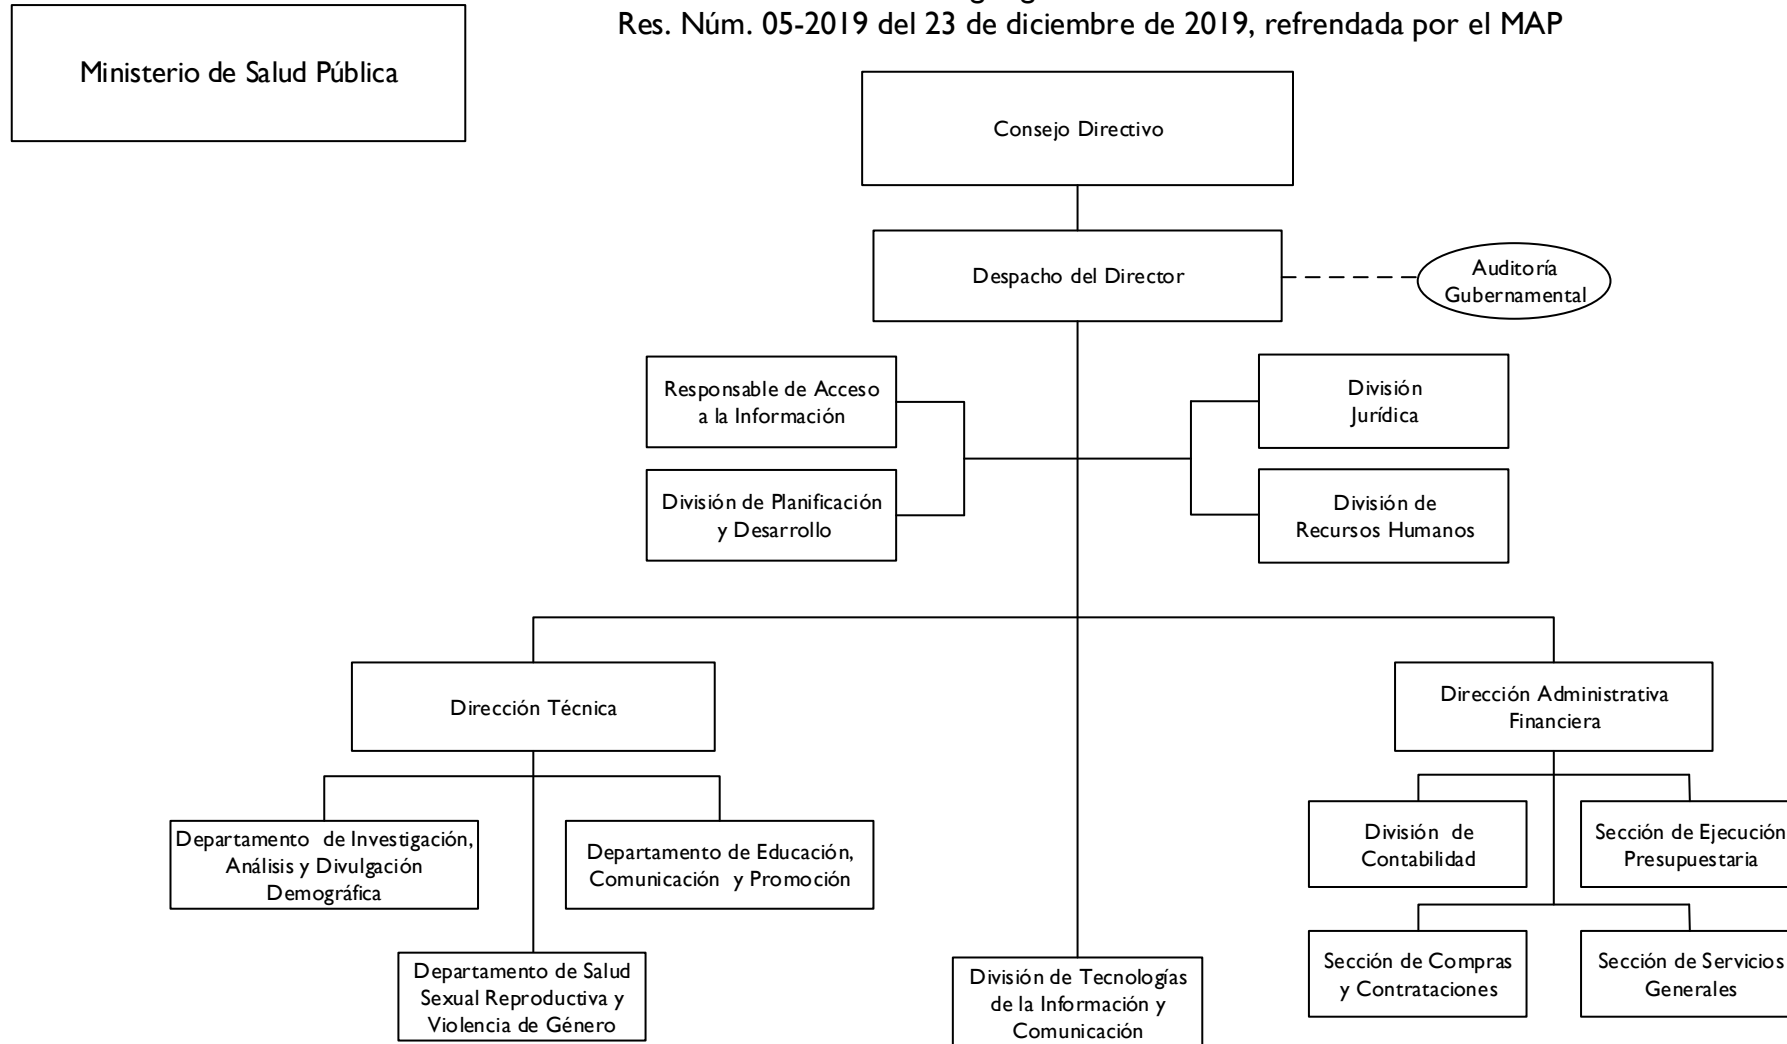 Res. Núm. 05-2019 del 23 de diciembre de 2019, refrendada por el MAP
Ministerio de Salud Pública
Consejo Directivo
Despacho del Director
Auditoría
Gubernamental
Responsable de Acceso
a la Información
División
Jurídica
División de Planificación
y Desarrollo
División de
Recursos Humanos
Dirección Técnica
Dirección Administrativa
Financiera
Departamento de Investigación,
Análisis y Divulgación
Demográfica
Departamento de Educación,
Comunicación y Promoción
División de
Contabilidad
Sección de Ejecución
Presupuestaria
Departamento de Salud
Sexual Reproductiva y
Violencia de Género
División de Tecnologías
de la Información y
Comunicación
Sección de Compras
y Contrataciones
Sección de Servicios
Generales